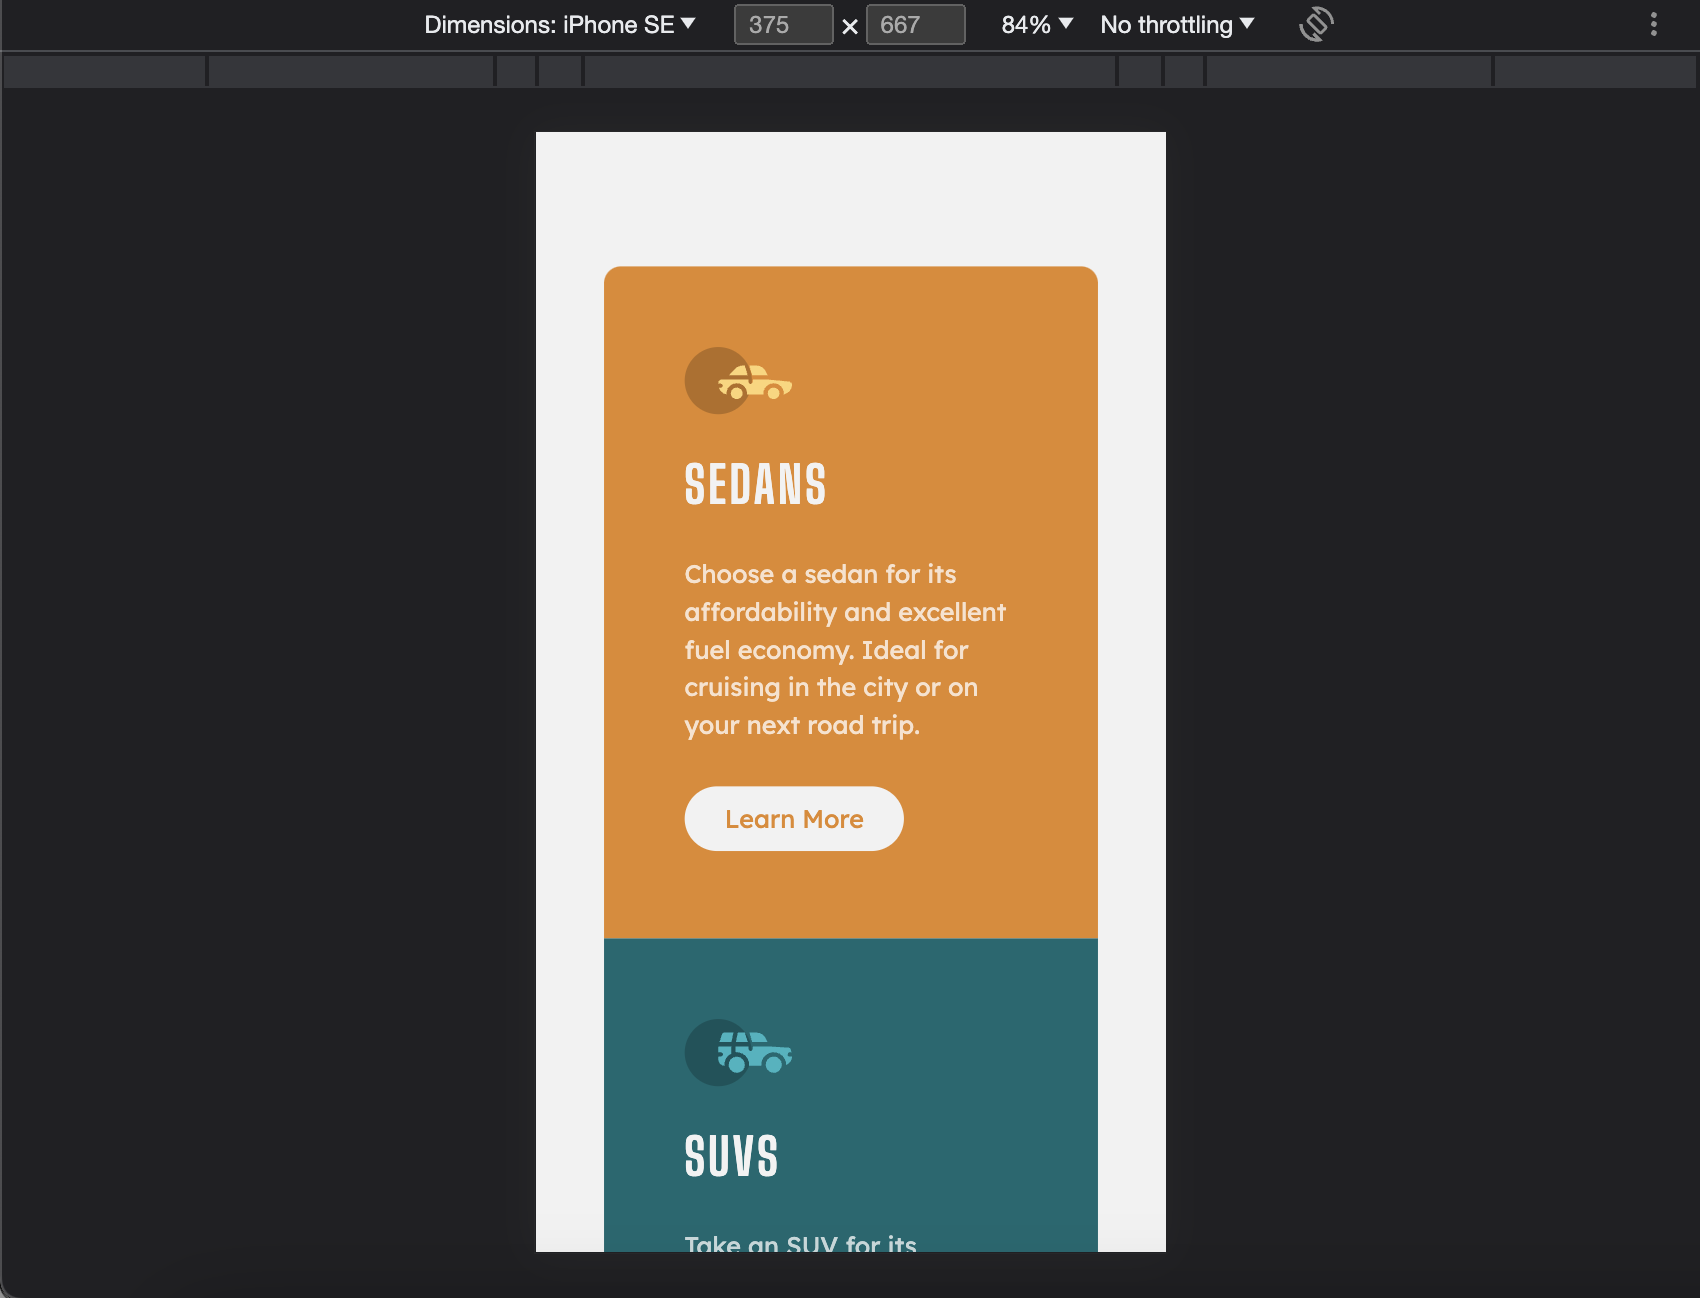 Dimensions: iPhone SE ▼ 375 × 667 84% ▼ No throttling ▼
SEDANS
Choose a sedan for its
affordability and excellent
fuel economy. Ideal for
cruising in the city or on
your next road trip.
Learn More
SUVS
Take an SUV for its